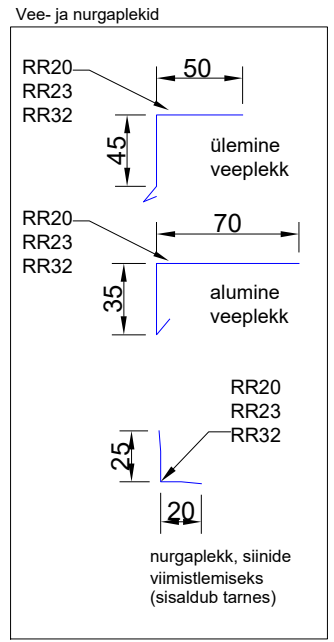 Vee- ja nurgaplekid
RR20
RR23
RR32
50
45
ülemine
veeplekk
RR20
RR23
RR32
70
35
alumine
veeplekk
RR20
RR23
RR32
25
20
nurgaplekk, siinide
viimistlemiseks
(sisaldub tarnes)